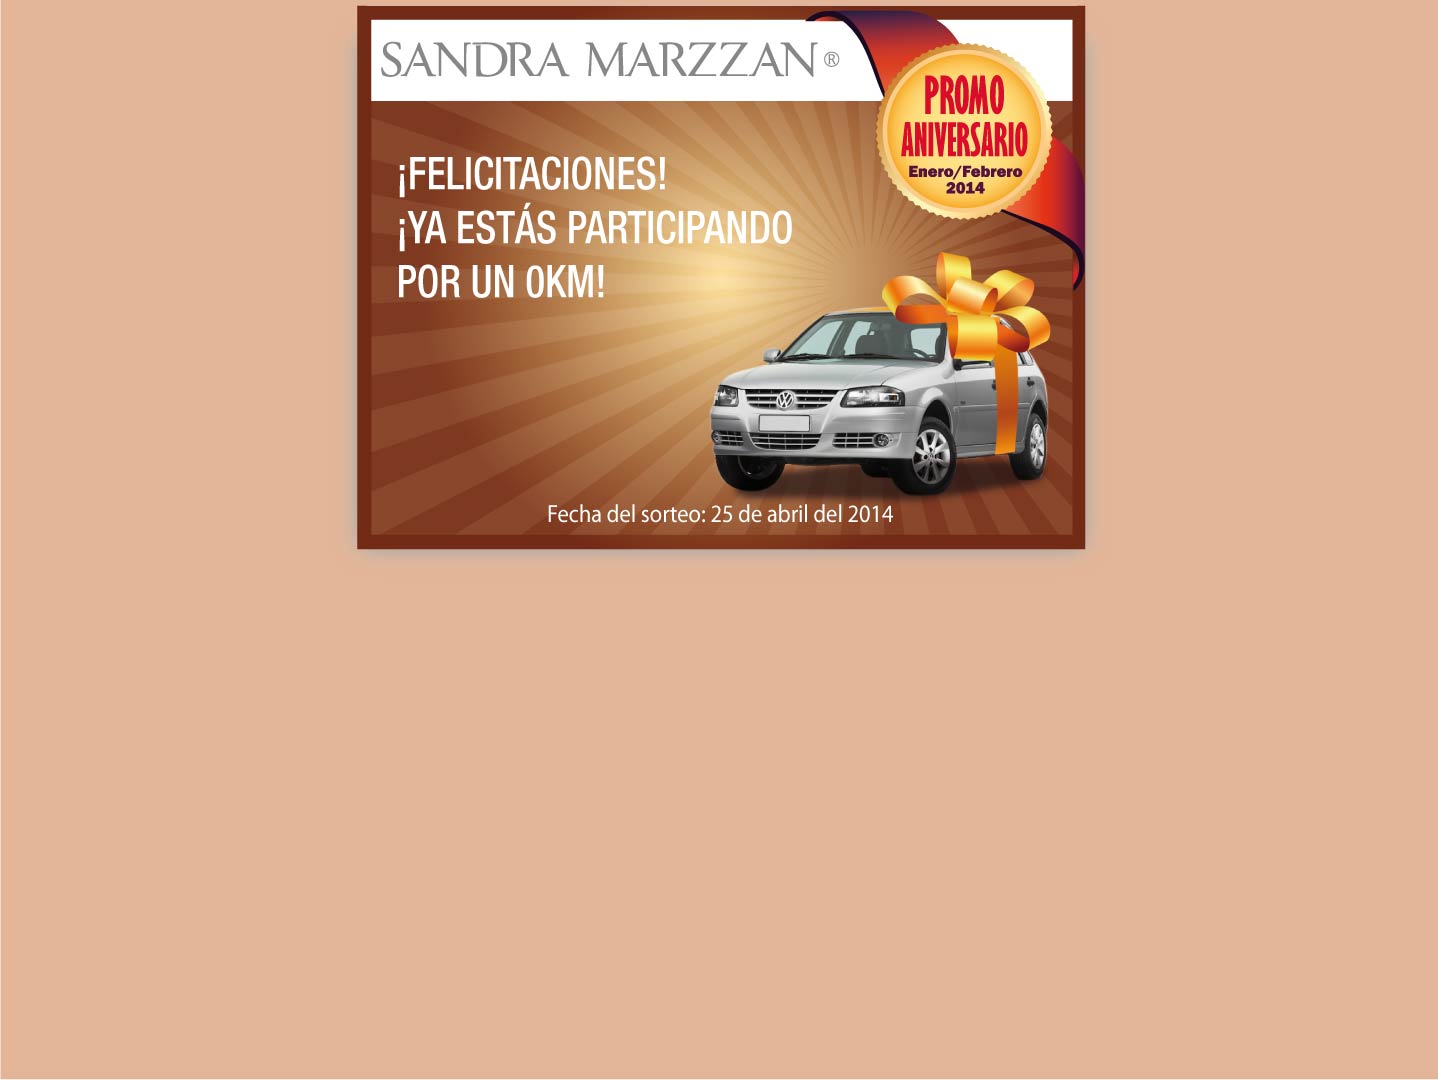 SANDRA MARZZAN®
PROMO
ANIVERSARIO
Enero/Febrero
2014
¡FELICITACIONES!
¡YA ESTÁS PARTICIPANDO
POR UN 0KM!
Fecha del sorteo: 25 de abril del 2014